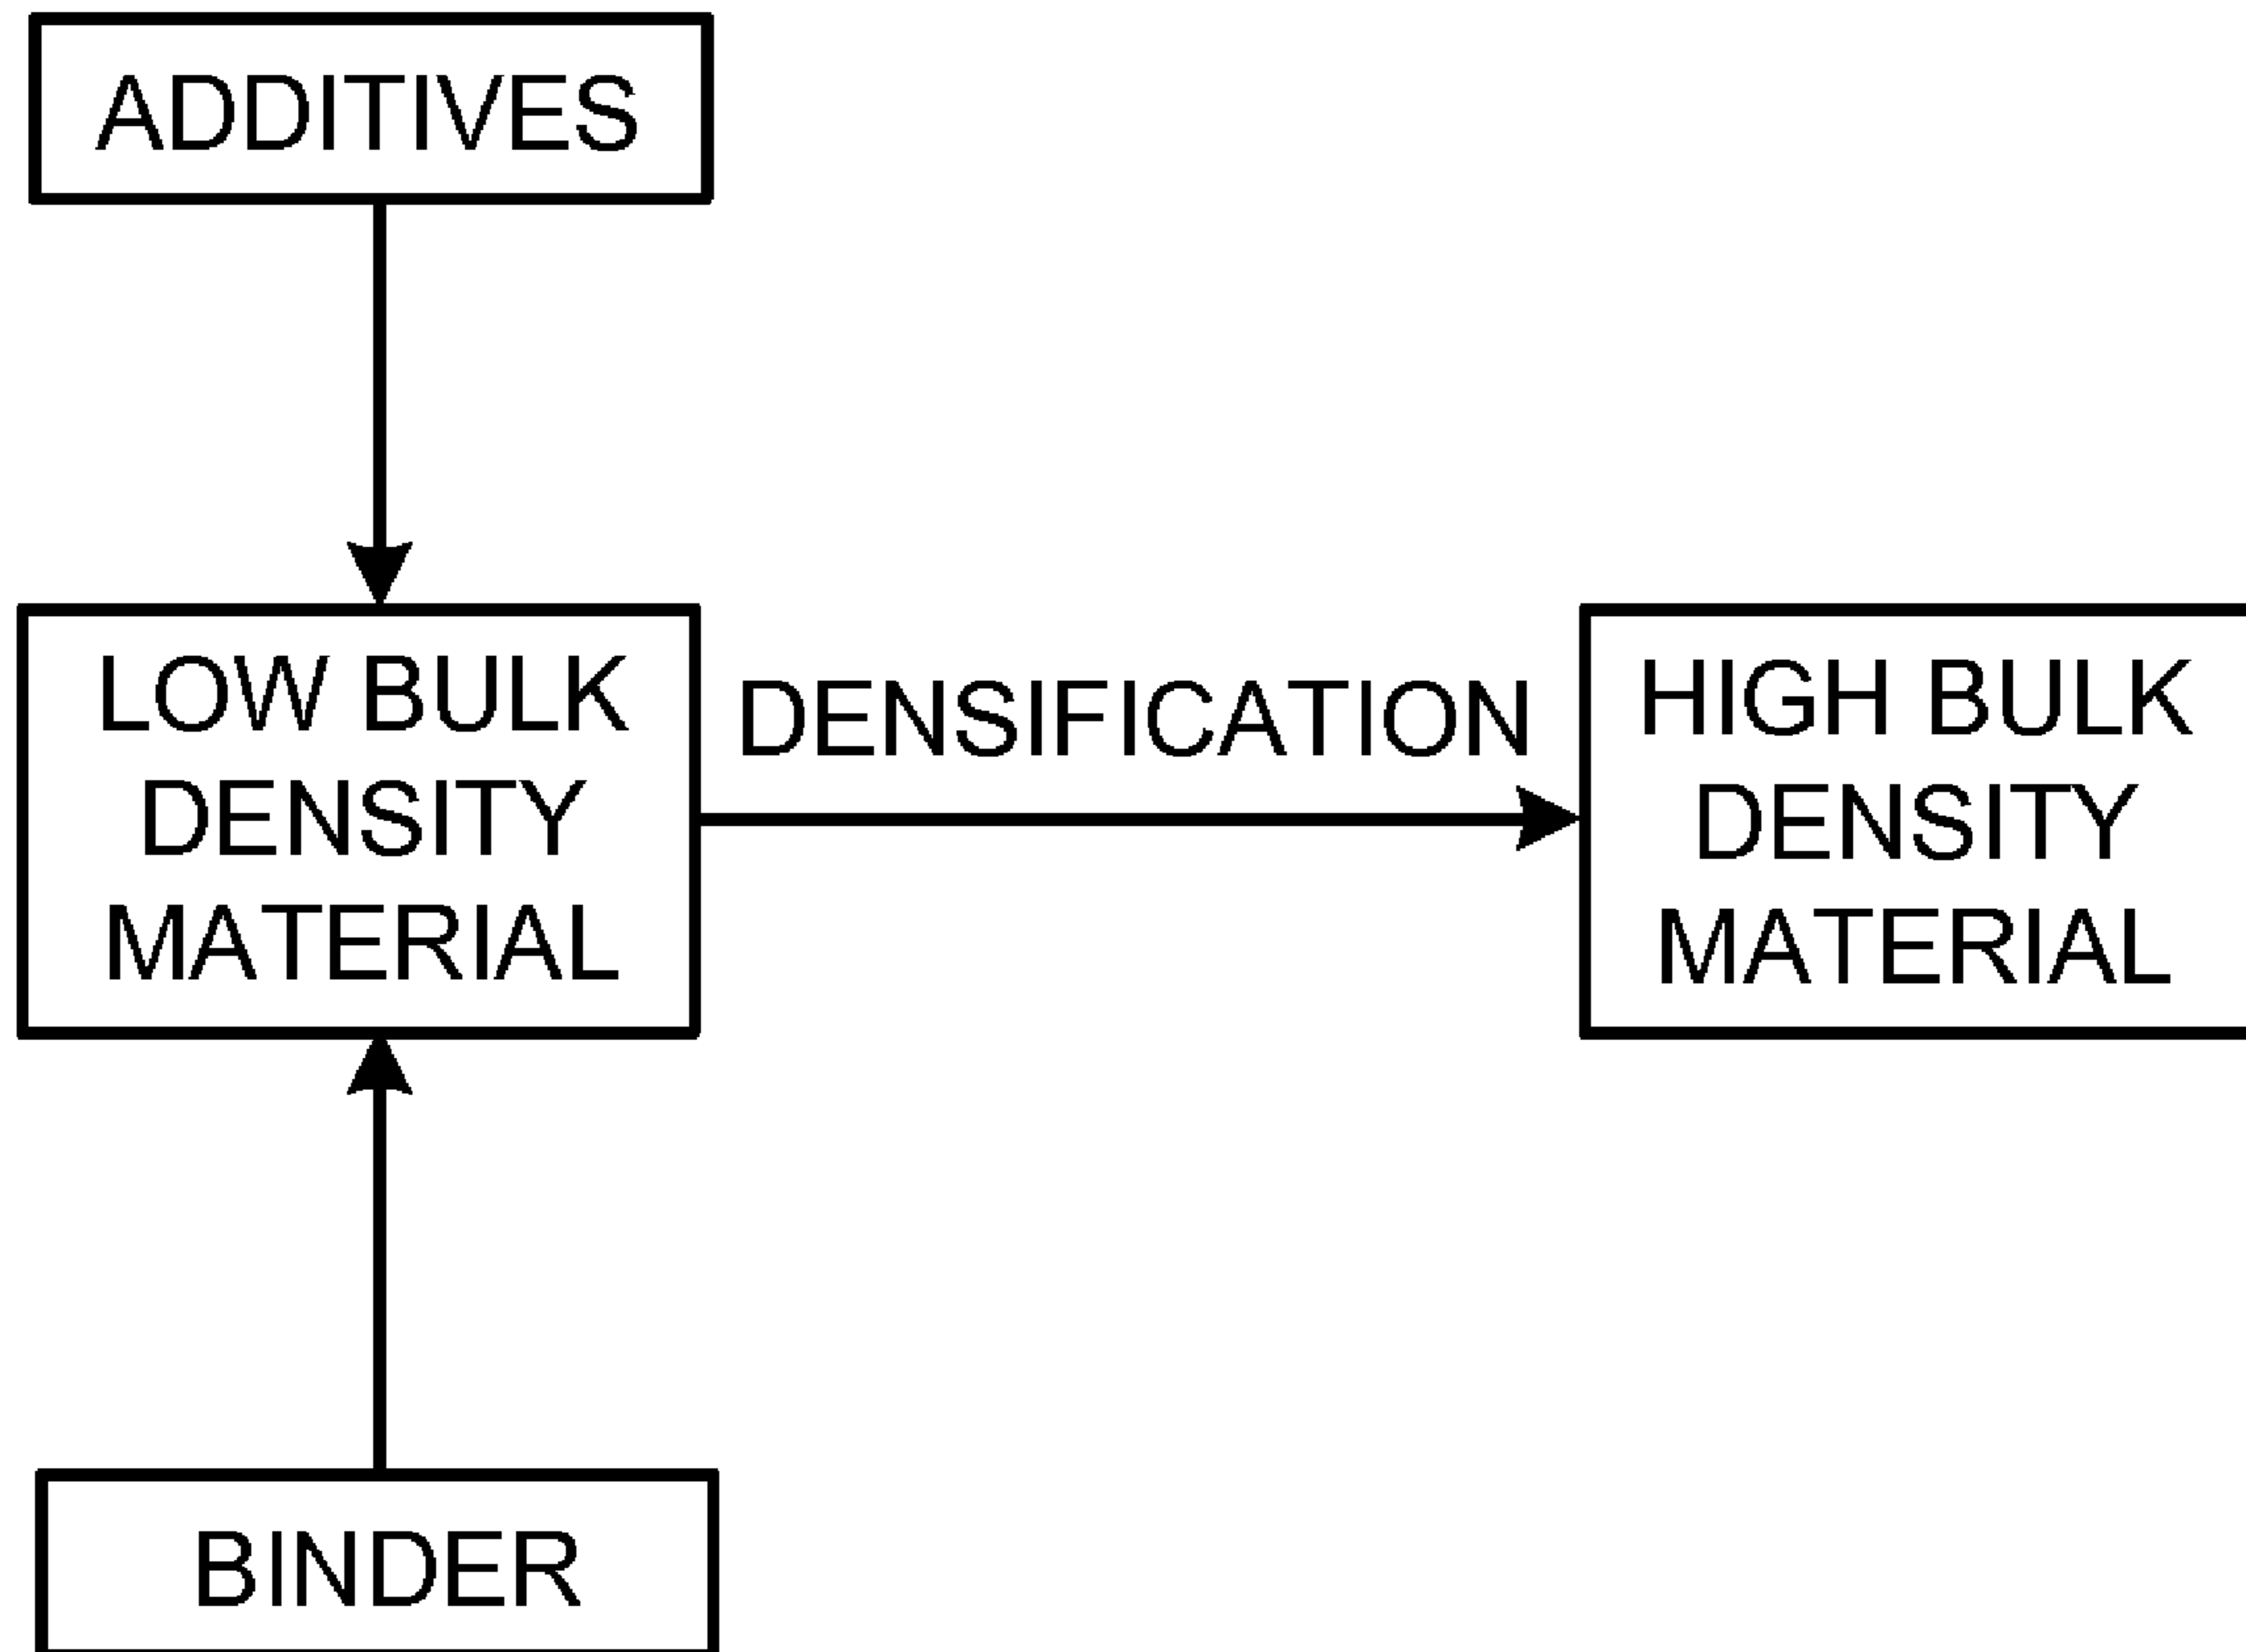 ADDITIVES
LOW BULK
DENSITY
MATERIAL
DENSIFICATION
HIGH BULK
DENSITY
MATERIAL
BINDER